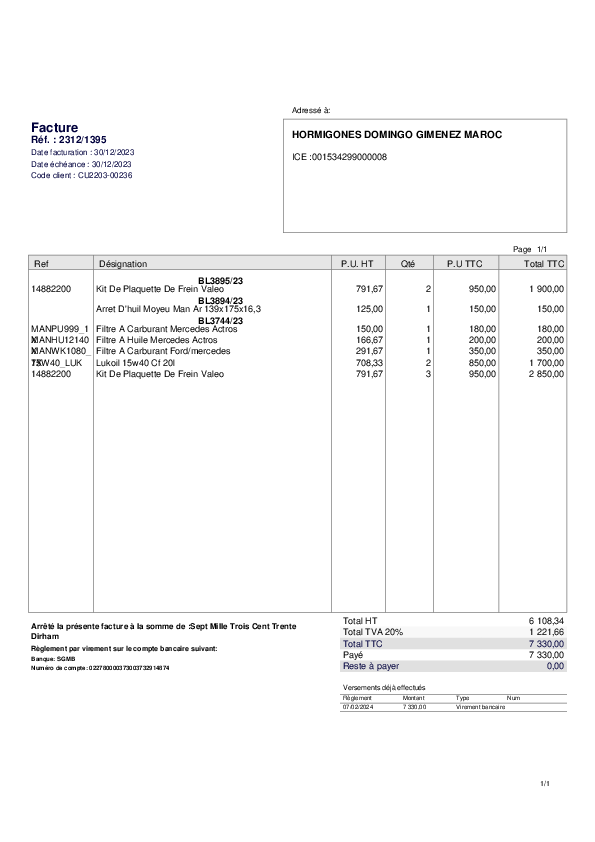 Adressé à:
Facture
Réf. : 2312/1395
Date facturation : 30/12/2023
Date échéance : 30/12/2023
Code client : CU2203-00236
HORMIGONES DOMINGO GIMENEZ MAROC
ICE :001534299000008
Page 1/1
Ref Désignation P.U. HT Qté P.U TTC Total TTC
BL3895/23
14882200 Kit De Plaquette De Frein Valeo 791,67 2 950,00 1 900,00
BL3894/23
Arret D'huil Moyeu Man Ar 139x175x16,3 125,00 1 150,00 150,00
BL3744/23
MANPU999_1 Filtre A Carburant Mercedes Actros 150,00 1 180,00 180,00
MANHU12140 Filtre A Huile Mercedes Actros 166,67 1 200,00 200,00
MANWK1080_ Filtre A Carburant Ford/mercedes 291,67 1 350,00 350,00
15W40_LUK Lukoil 15w40 Cf 20l 708,33 2 850,00 1 700,00
14882200 Kit De Plaquette De Frein Valeo 791,67 3 950,00 2 850,00
Arrêté la présente facture à la somme de :Sept Mille Trois Cent Trente
Dirham
Règlement par virement sur le compte bancaire suivant:
Banque: SGMB
Numéro de compte: 022780000373003732914874
Total HT 6 108,34
Total TVA 20% 1 221,66
Total TTC 7 330,00
Payé 7 330,00
Reste à payer 0,00
Versements déjà effectués
Règlement Montant Type Num
07/02/2024 7 330,00 Virement bancaire
1/1